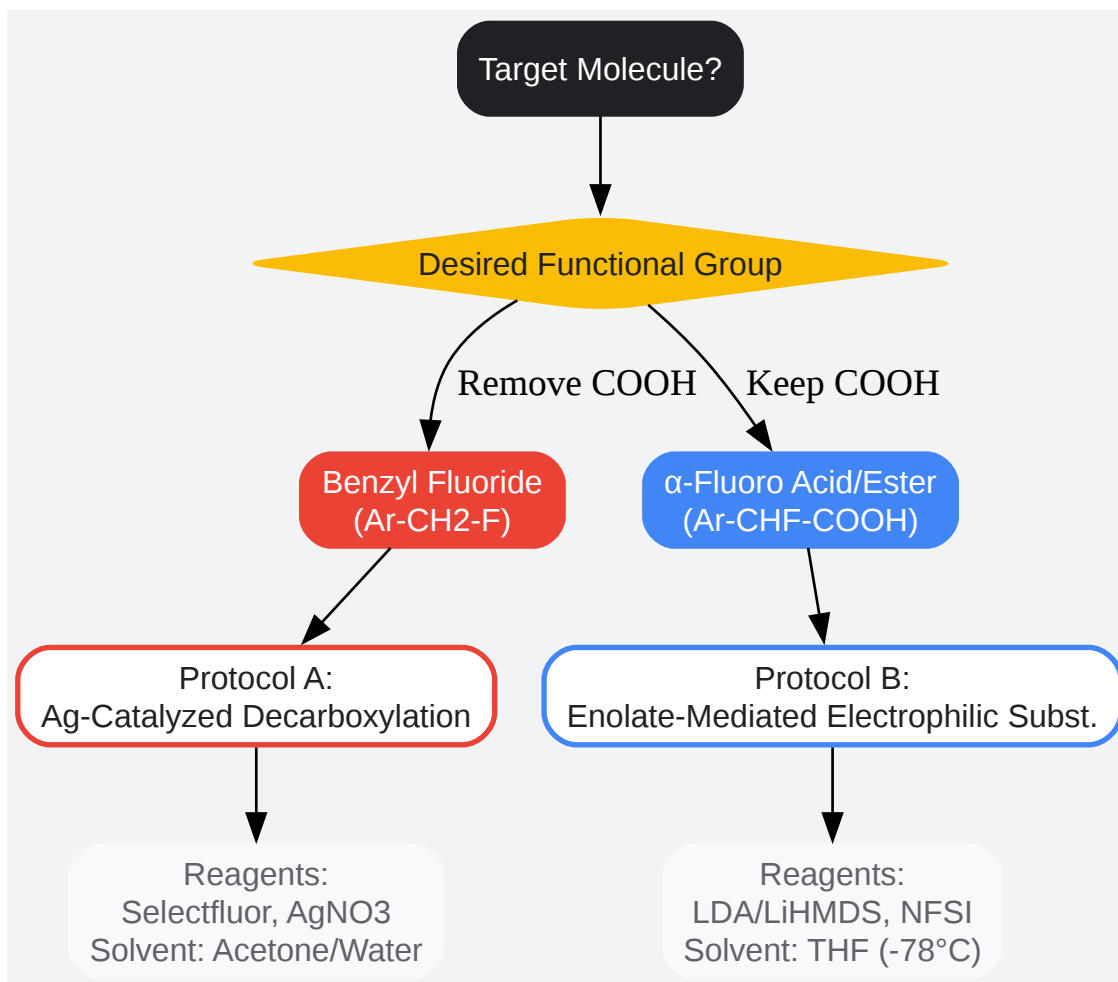 Target Molecule?
Desired Functional Group
Remove COOH
Keep COOH
Benzyl Fluoride
(Ar-CH2-F)
α-Fluoro Acid/Ester
(Ar-CHF-COOH)
Protocol A:
Ag-Catalyzed Decarboxylation
Protocol B:
Enolate-Mediated Electrophilic Subst.
Reagents:
Selectfluor, AgNO3
Solvent: Acetone/Water
Reagents:
LDA/LiHMDS, NFSI
Solvent: THF (-78°C)